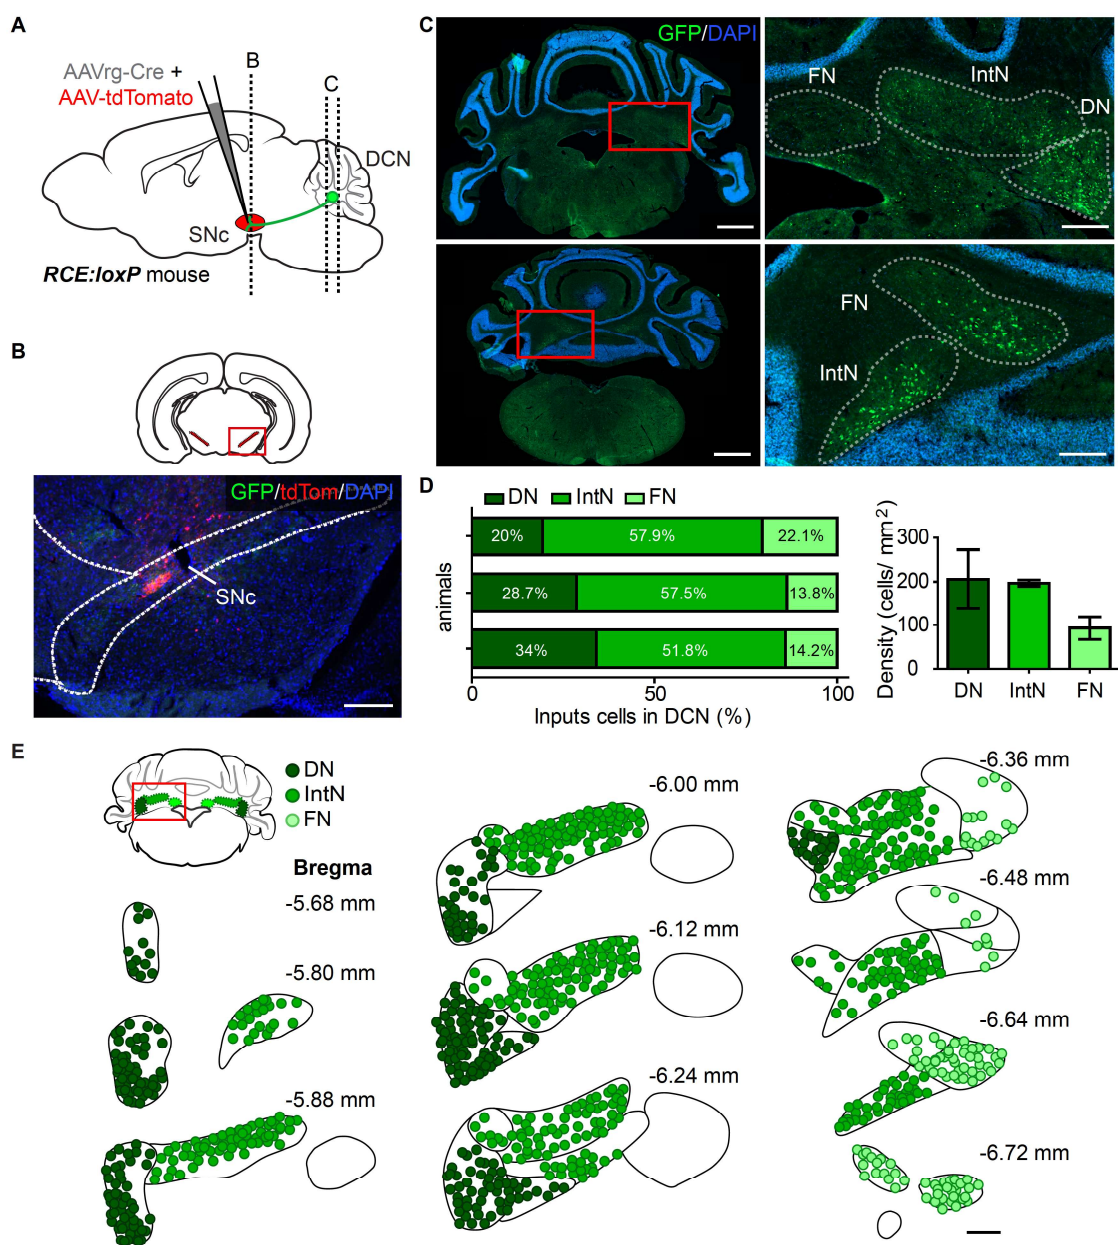 A
AAVrg-Cre +
AAV-tdTomato
B
C
DCN
SNc
RCE:loxP mouse
B
GFP/tdTom/DAPI
SNc
C
GFP/DAPI
FN
IntN
DN
FN
IntN
D
DN
IntN
FN
20%
57.9%
22.1%
28.7%
57.5%
13.8%
34%
51.8%
14.2%
animals
0
50
100
Inputs cells in DCN (%)
Density (cells/ mm²)
300
200
100
0
DN
IntN
FN
E
DN
IntN
FN
Bregma
-5.68 mm
-5.80 mm
-5.88 mm
-6.00 mm
-6.12 mm
-6.24 mm
-6.36 mm
-6.48 mm
-6.64 mm
-6.72 mm